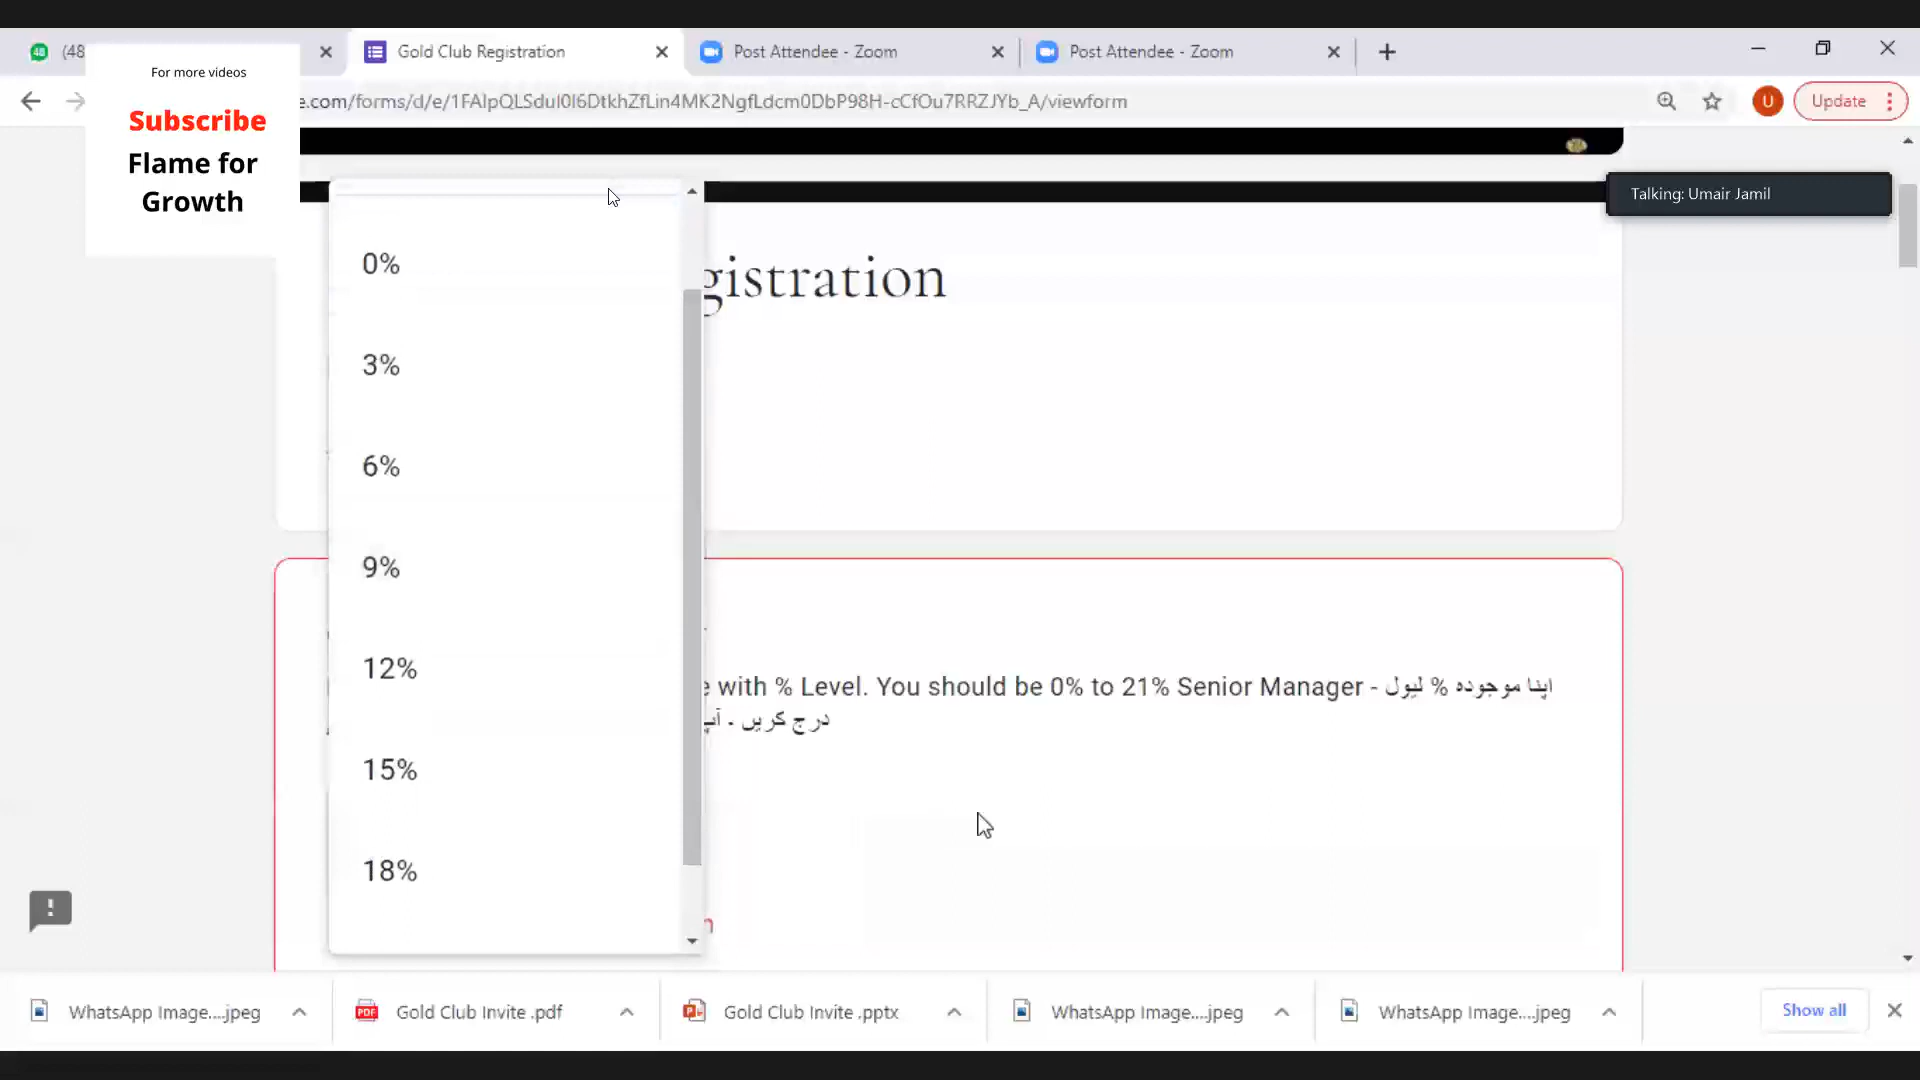 (48
Gold Club Registration
Post Attendee - Zoom
Post Attendee - Zoom
For more videos
Subscribe
Flame for
Growth
e.com/forms/d/e/1FAIpQLSdul0I6DtkhZfLin4MK2NgfLdcm0DbP98H-cCfOu7RRZJYb_A/viewform
U
Update
Talking: Umair Jamil
gistration
0%
3%
6%
9%
12%
15%
18%
e with % Level. You should be 0% to 21% Senior Manager - اپنا موجودہ % لیول
درج کریں ۔ آپ
WhatsApp Image....jpeg
Gold Club Invite .pdf
Gold Club Invite .pptx
WhatsApp Image....jpeg
WhatsApp Image....jpeg
Show all